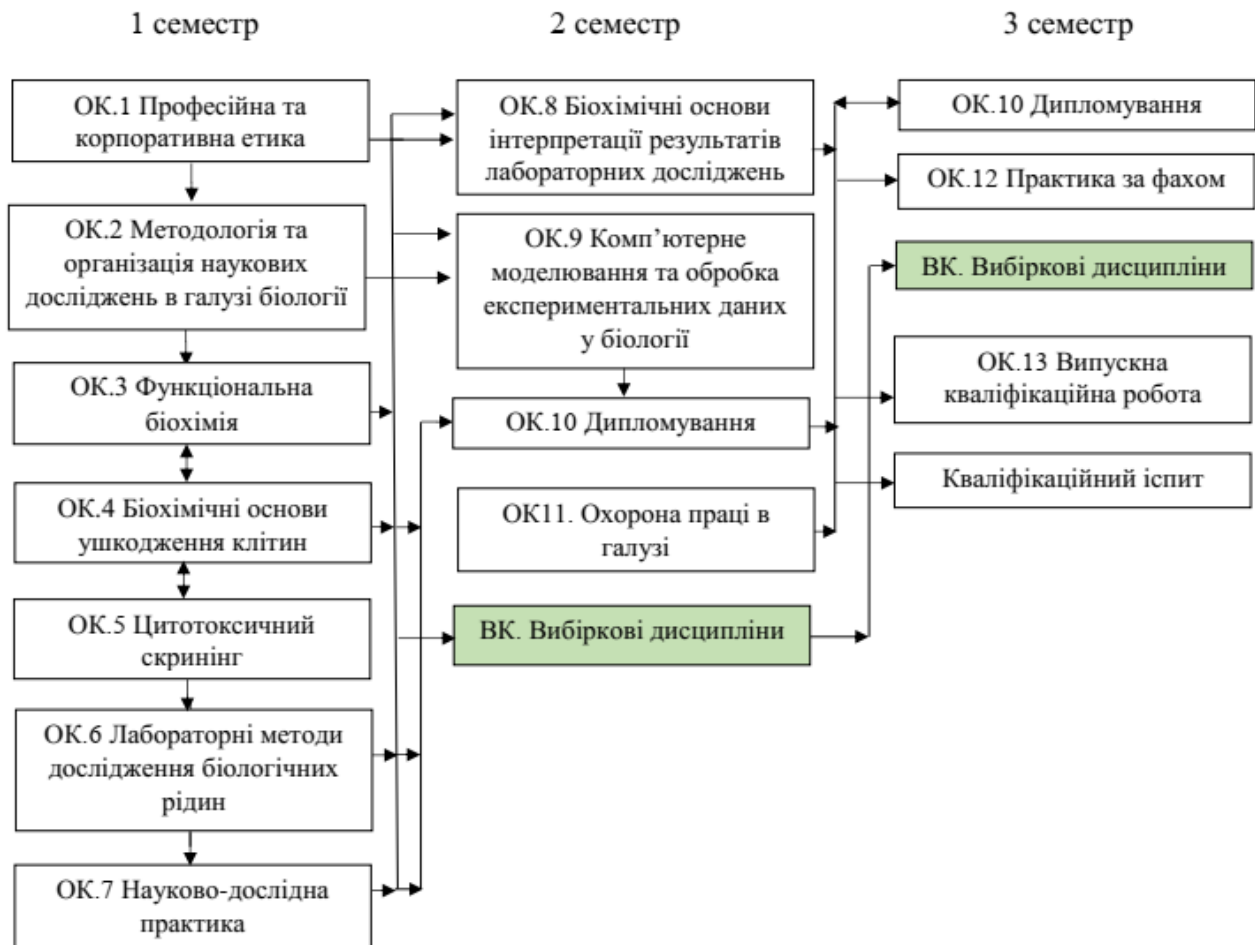 1 семестр
2 семестр
3 семестр
ОК.1 Професійна та
корпоративна етика
ОК.2 Методологія та
організація наукових
досліджень в галузі біології
ОК.3 Функціональна
біохімія
ОК.4 Біохімічні основи
ушкодження клітин
ОК.5 Цитотоксичний
скринінг
ОК.6 Лабораторні методи
дослідження біологічних
рідин
ОК.7 Науково-дослідна
практика
ОК.8 Біохімічні основи
інтерпретації результатів
лабораторних досліджень
ОК.9 Комп’ютерне
моделювання та обробка
експериментальних даних
у біології
ОК.10 Дипломування
ОК11. Охорона праці в
галузі
ВК. Вибіркові дисципліни
ОК.10 Дипломування
ОК.12 Практика за фахом
ВК. Вибіркові дисципліни
ОК.13 Випускна
кваліфікаційна робота
Кваліфікаційний іспит